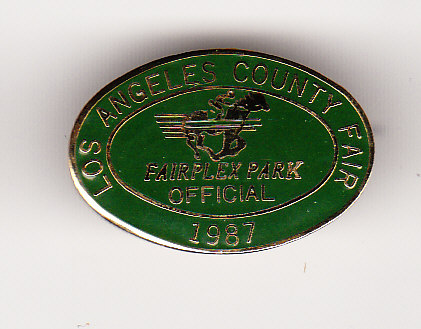 LOS ANGELES COUNTY FAIR
FAIRPLEX PARK
OFFICIAL
1987